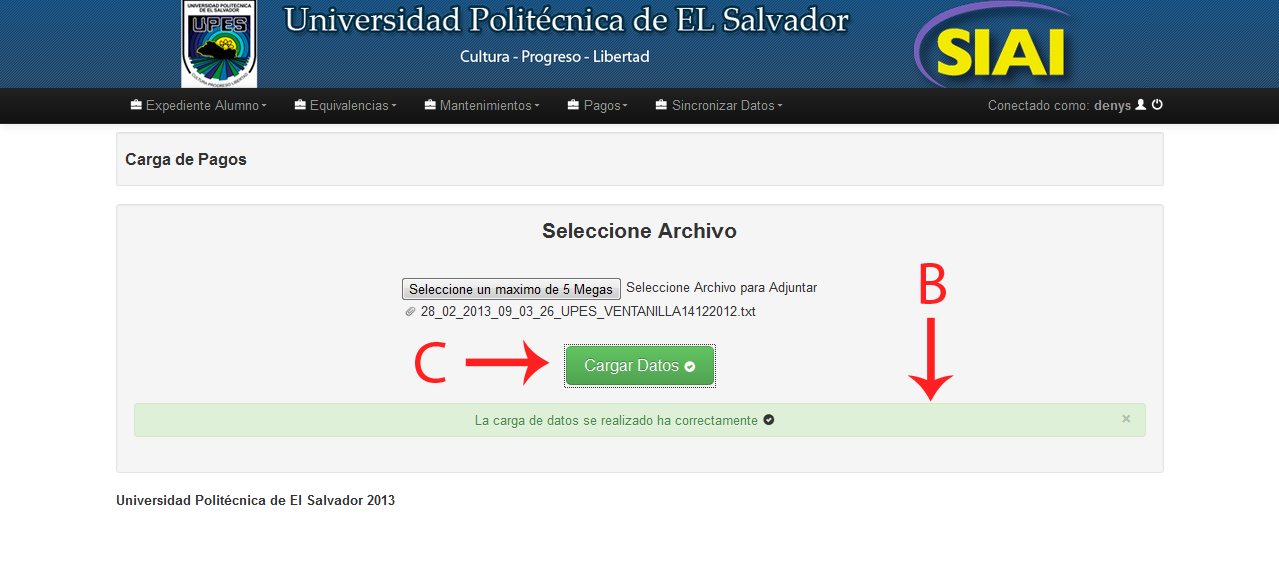 UNIVERSIDAD POLITECNICA
DE EL SALVADOR
UPES
CULTURA PROGRESO LIBERTAD
Universidad Politécnica de EL Salvador
Cultura - Progreso - Libertad
SIAI
Expediente Alumno Equivalencias Mantenimientos Pagos Sincronizar Datos Conectado como: denys
Carga de Pagos
Seleccione Archivo
B
Seleccione un maximo de 5 Megas Seleccione Archivo para Adjuntar
28_02_2013_09_03_26_UPES_VENTANILLA14122012.txt
C
Cargar Datos
La carga de datos se realizado ha correctamente ×
Universidad Politécnica de El Salvador 2013